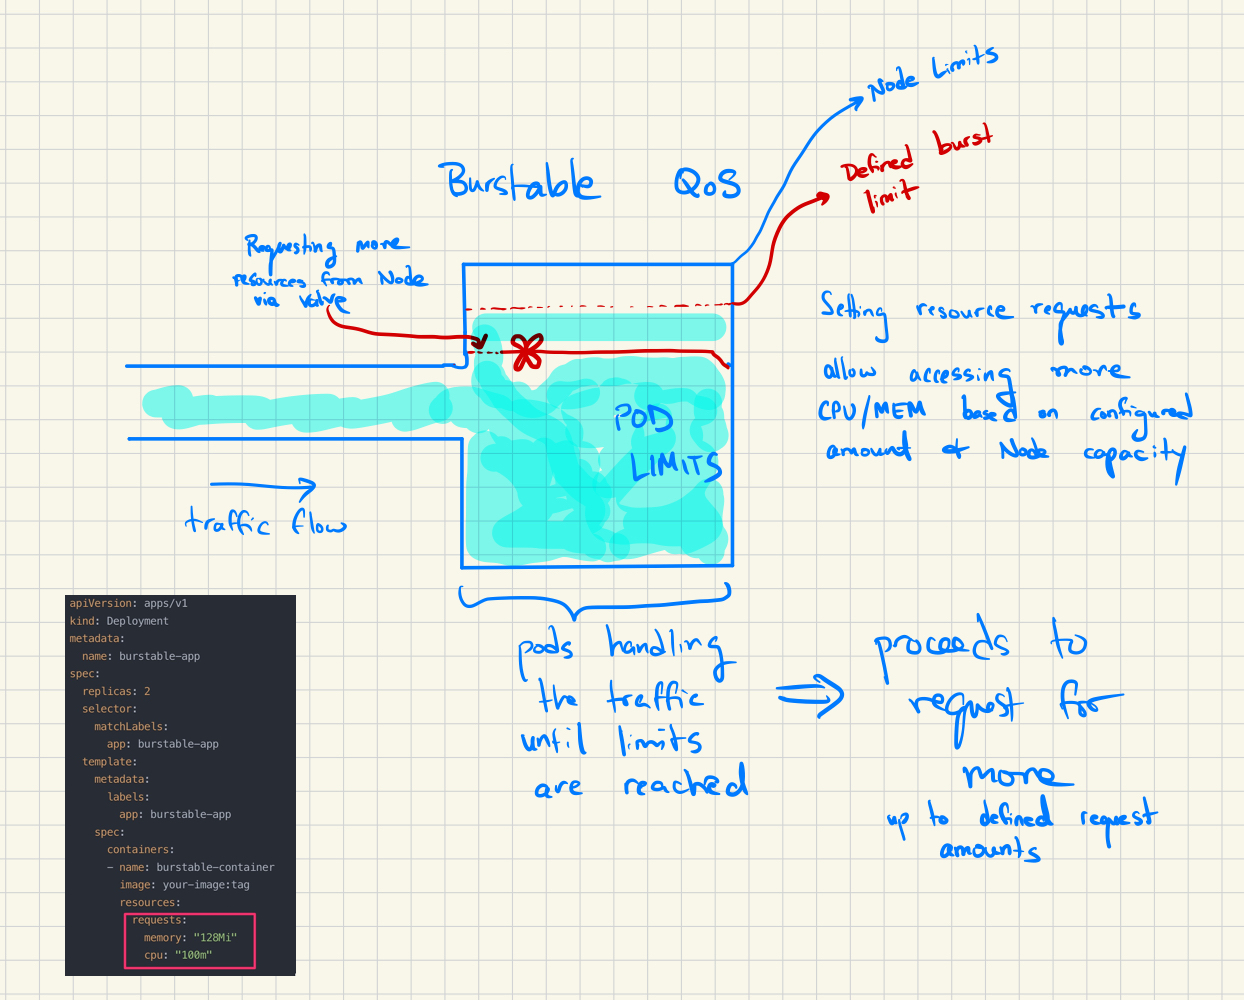 Node Limits
Defined burst
limit
Burstable QoS
Requesting more
resources from Node
via valve
Setting resource requests
allow accessing more
CPU/MEM based on configured
amount of Node capacity
POD
LIMITS
traffic flow
pods handling
the traffic
until limits
are reached
proceeds to
request for
more
up to defined request
amounts
apiVersion: apps/v1
kind: Deployment
metadata:
  name: burstable-app
spec:
  replicas: 2
  selector:
    matchLabels:
      app: burstable-app
  template:
    metadata:
      labels:
        app: burstable-app
    spec:
      containers:
      - name: burstable-container
        image: your-image:tag
        resources:
          requests:
            memory: "128Mi"
            cpu: "100m"